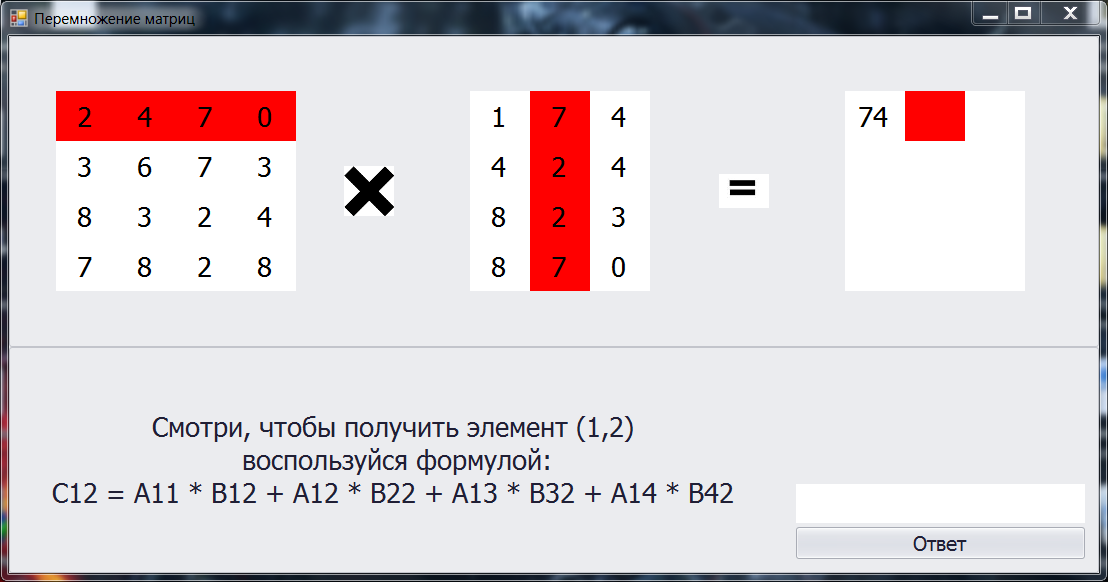 Перемножение матриц
2 4 7 0
3 6 7 3
8 3 2 4
7 8 2 8
×
1 7 4
4 2 4
8 2 3
8 7 0
=
74
Смотри, чтобы получить элемент (1,2)
воспользуйся формулой:
C12 = A11 * B12 + A12 * B22 + A13 * B32 + A14 * B42
Ответ